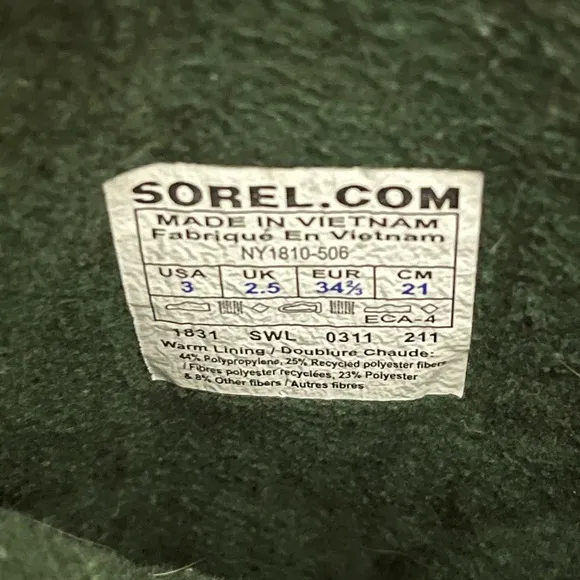 SOREL.COM
MADE IN VIETNAM
Fabriqué En Vietnam
NY1810-506
USA UK EUR CM
3 2.5 34⅔ 21
ECA-4
1831 SWL 0311 211
Warm Lining / Doublure Chaude:
44% Polypropylene, 25% Recycled polyester fibers
/ Fibres polyester recyclées, 23% Polyester
& 8% Other fibers / Autres fibres